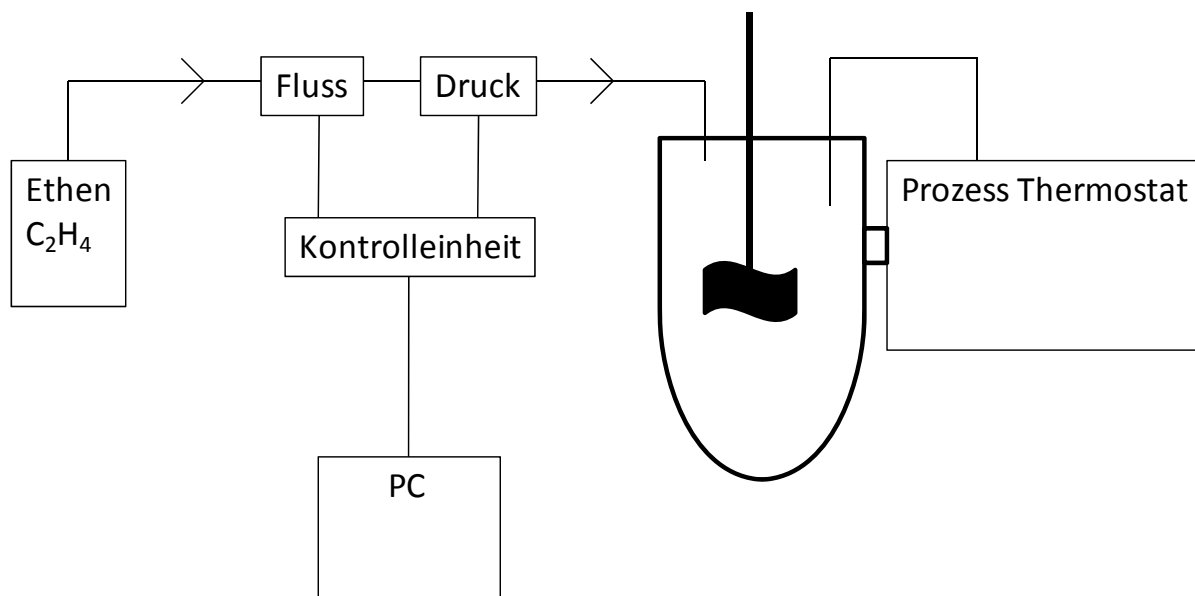 Fluss
Druck
Ethen
C₂H₄
Prozess Thermostat
Kontrolleinheit
PC